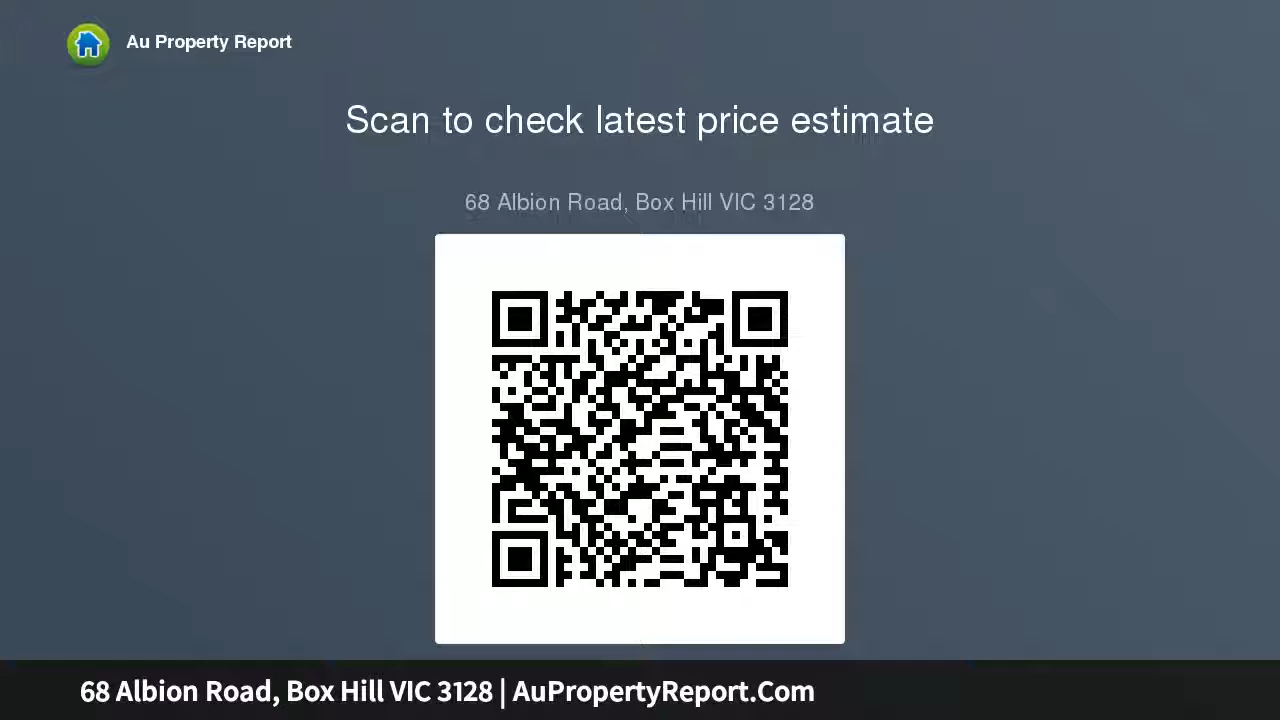 Au Property Report
Scan to check latest price estimate
68 Albion Road, Box Hill VIC 3128
68 Albion Road, Box Hill VIC 3128 | AuPropertyReport.Com